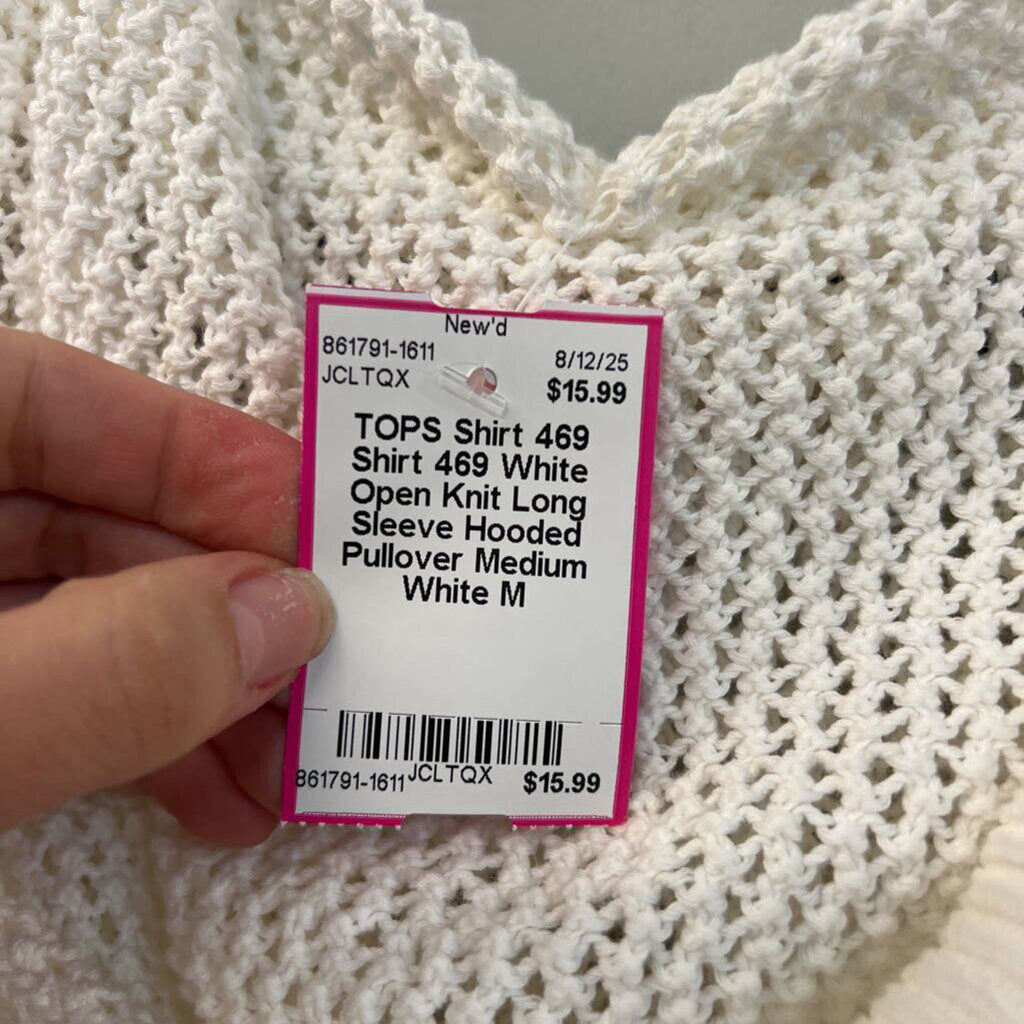 New'd
861791-1611 8/12/25
JCLTQX $15.99
TOPS Shirt 469
Shirt 469 White
Open Knit Long
Sleeve Hooded
Pullover Medium
White M
861791-1611 JCLTQX $15.99